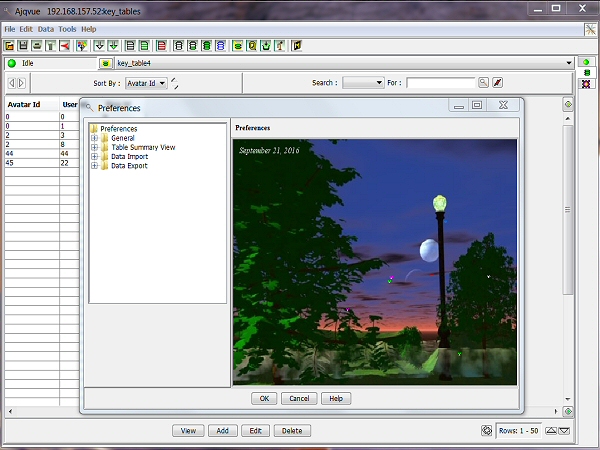 Ajqvue 192.168.157.52:key_tables
File Edit Data Tools Help
Idle key_table4
Sort By : Avatar Id Search : For :
Avatar Id User
Preferences
0 0
0 1
2 3
2 8
44 44
45 22
Preferences
General
Table Summary View
Data Import
Data Export
Preferences
September 21, 2016
OK Cancel Help
View Add Edit Delete Rows: 1 - 50